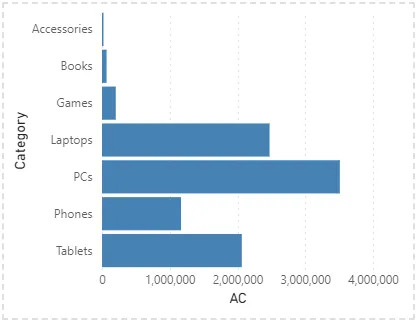 Accessories
Books
Games
Laptops
PCs
Phones
Tablets
Category
0 1,000,000 2,000,000 3,000,000 4,000,000
AC